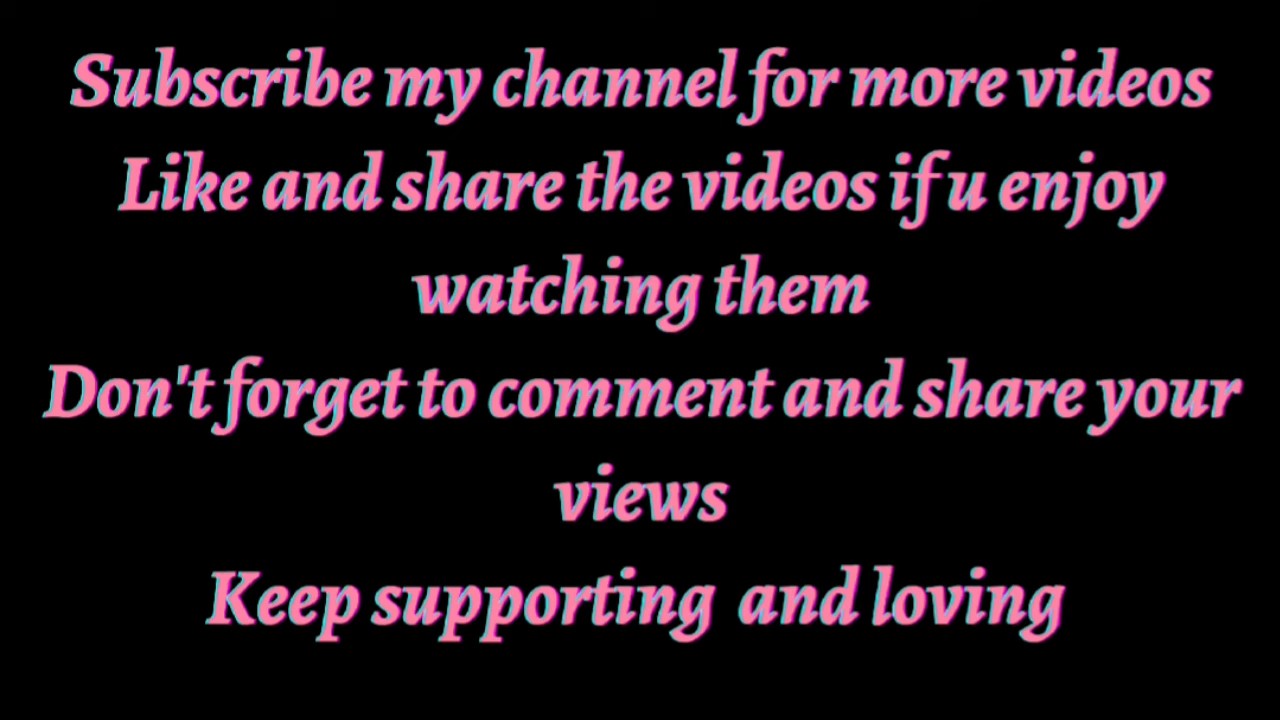 Subscribe my channel for more videos
Like and share the videos if u enjoy
watching them
Don't forget to comment and share your
views
Keep supporting  and loving